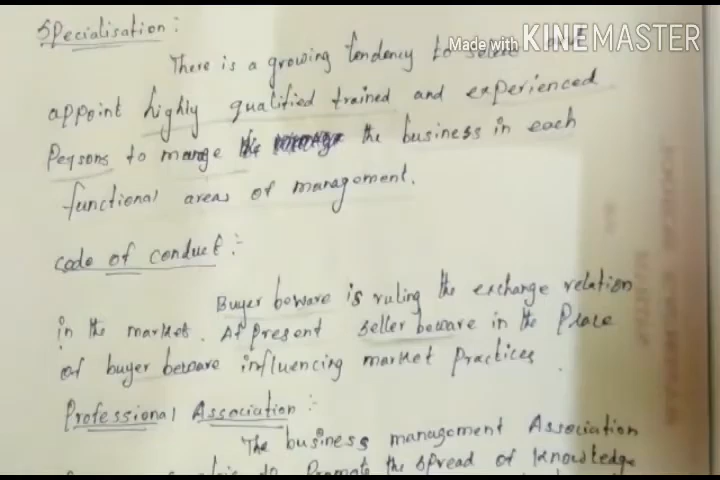 Specialisation:
Made with KINEMASTER
There is a growing tendency to select
appoint highly qualified trained and experienced
Persons to mange the business in each
functional areas of management.
code of conduct :-
Buyer beware is ruling the exchange relation
in the market. At present seller beware in the Place
of buyer beware influencing market practices.
Professional Association :-
The business management Association
to Promote the spread of knowledge